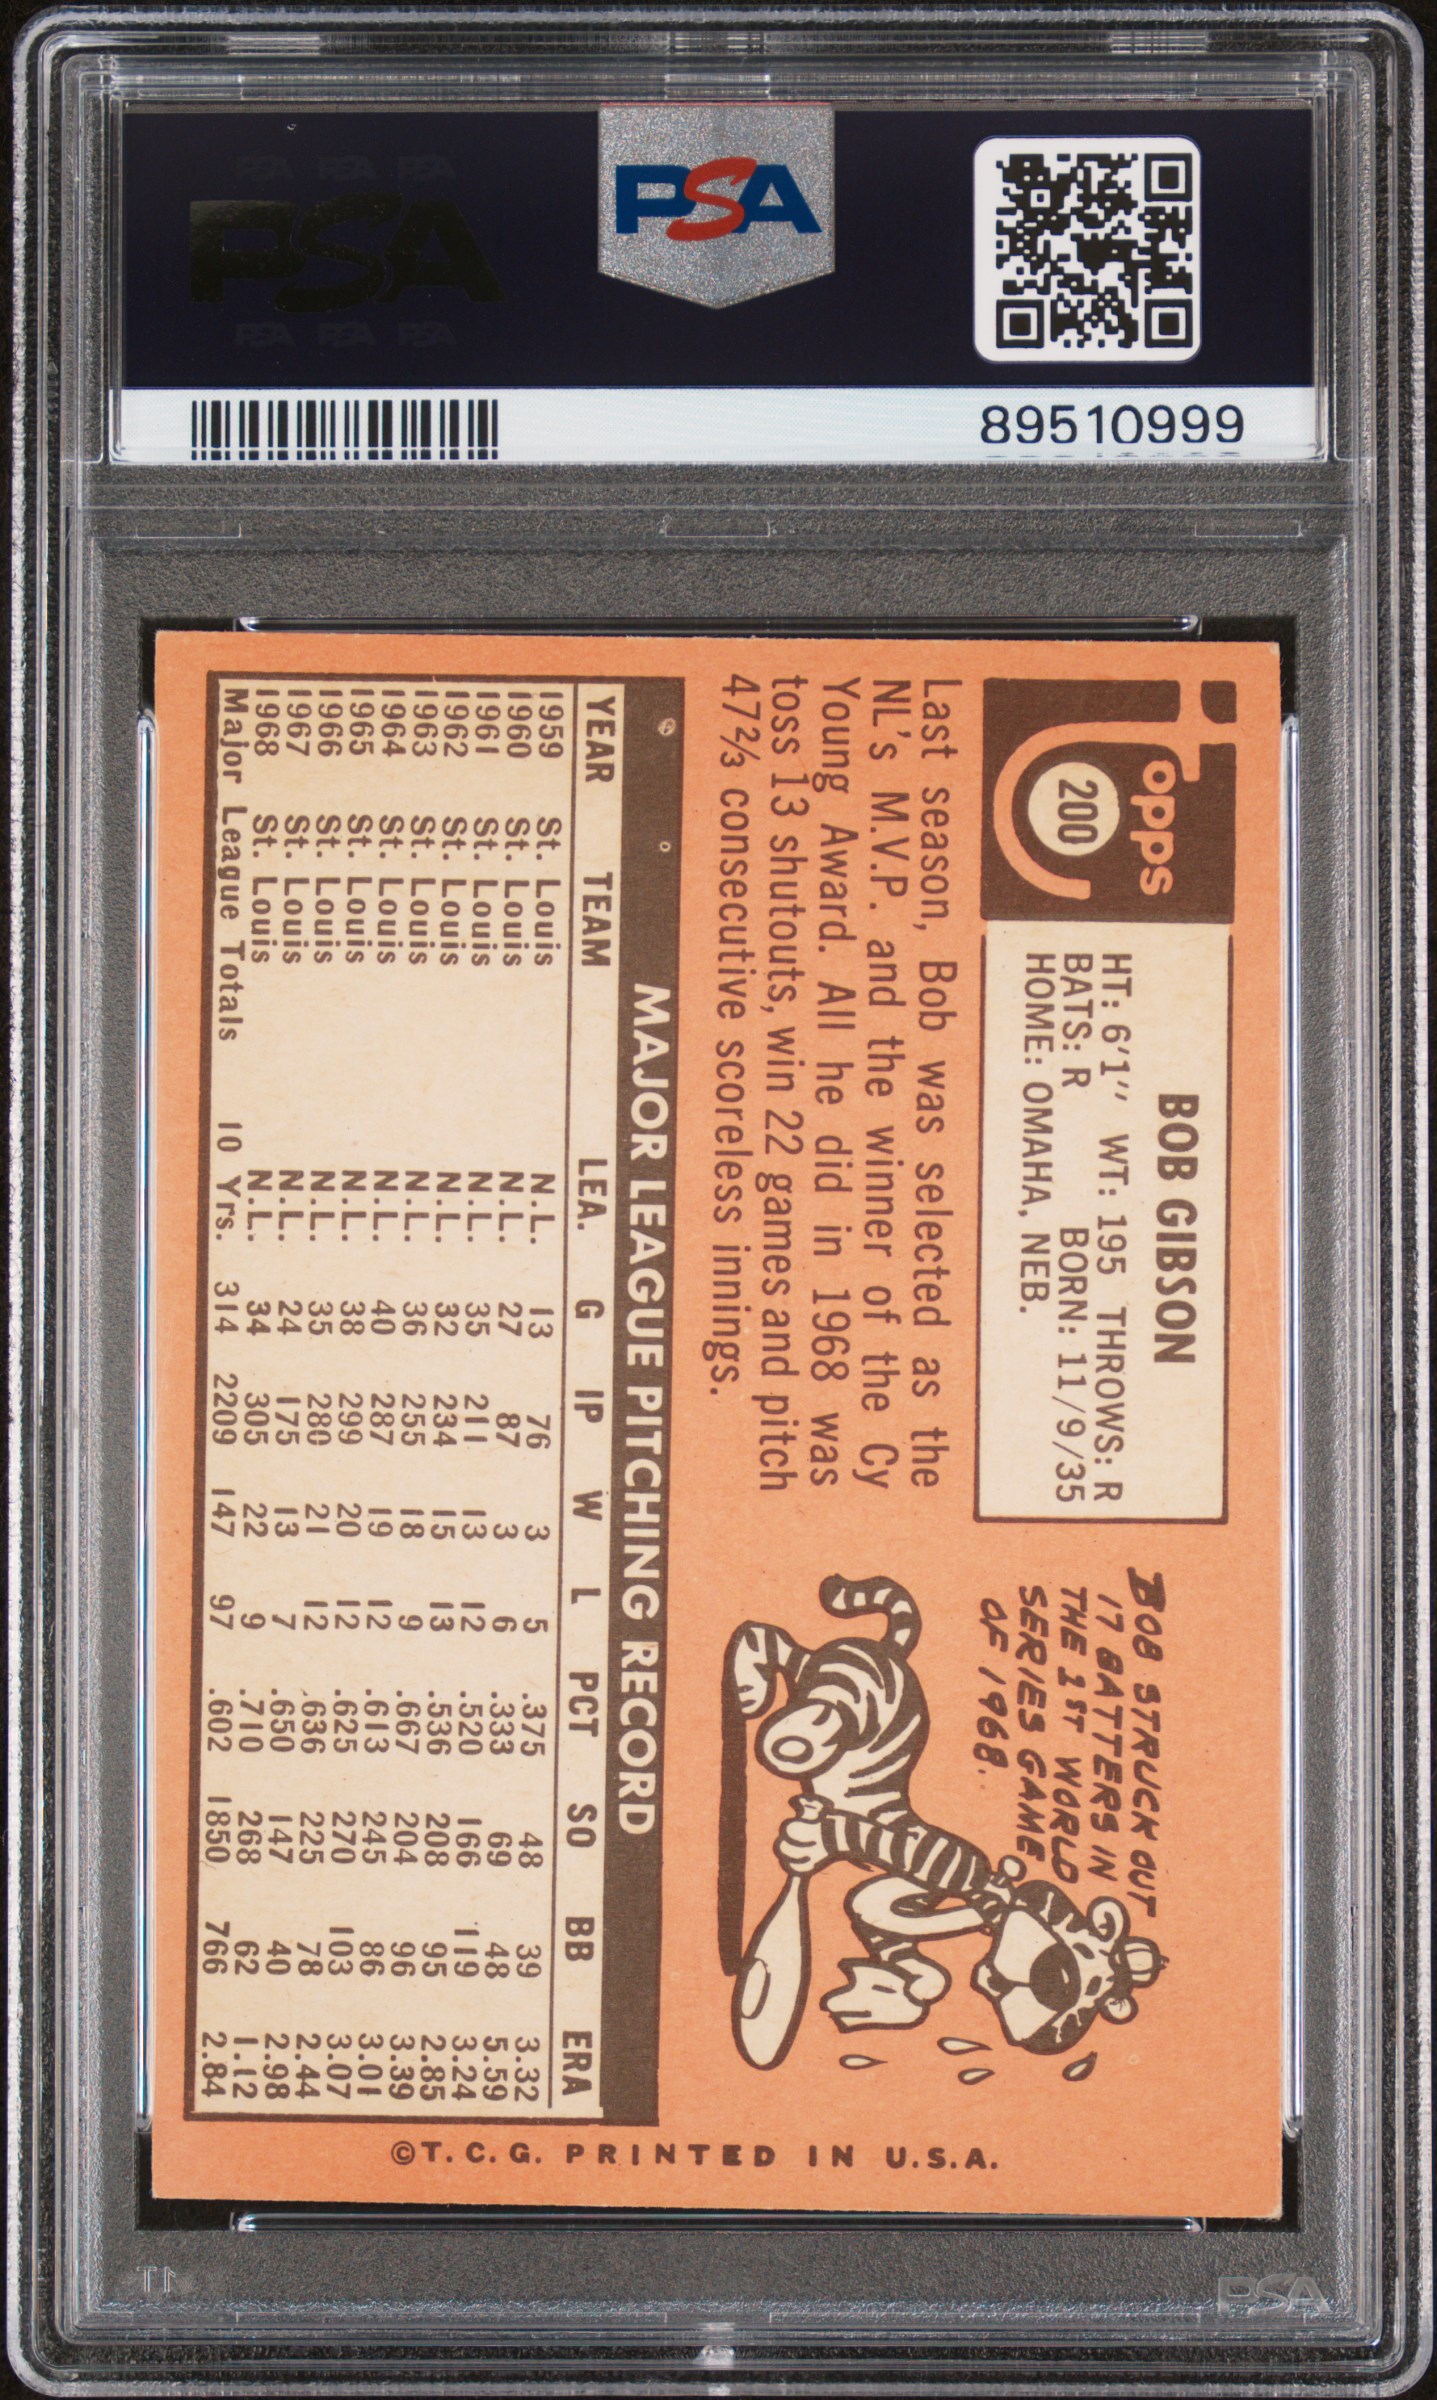 PSA PSA PSA
PSA
PSA PSA PSA
PSA
89510999
Topps
200
BOB GIBSON
HT: 6'1" WT: 195 THROWS: R
BATS: R BORN: 11/9/35
HOME: OMAHA, NEB.
Last season, Bob was selected as the
NL's M.V.P. and the winner of the Cy
Young Award. All he did in 1968 was
toss 13 shutouts, win 22 games and pitch
47⅔ consecutive scoreless innings.
BOB STRUCK OUT
17 BATTERS IN
THE 1ST WORLD
SERIES GAME
OF 1968.
MAJOR LEAGUE PITCHING RECORD
YEAR TEAM LEA. G IP W L PCT SO BB ERA
1959 St. Louis N.L. 13 76 3 5 .375 48 39 3.32
1960 St. Louis N.L. 27 87 3 6 .333 69 48 5.59
1961 St. Louis N.L. 35 211 13 12 .520 166 119 3.24
1962 St. Louis N.L. 32 234 15 13 .536 208 95 2.85
1963 St. Louis N.L. 36 255 18 9 .667 204 96 3.39
1964 St. Louis N.L. 40 287 19 12 .613 245 86 3.01
1965 St. Louis N.L. 38 299 20 12 .625 270 103 3.07
1966 St. Louis N.L. 35 280 21 12 .636 225 78 2.44
1967 St. Louis N.L. 24 175 13 7 .650 147 40 2.98
1968 St. Louis N.L. 34 305 22 9 .710 268 62 1.12
Major League Totals 10 Yrs. 314 2209 147 97 .602 1850 766 2.84
©T.C.G. PRINTED IN U.S.A.
PSA